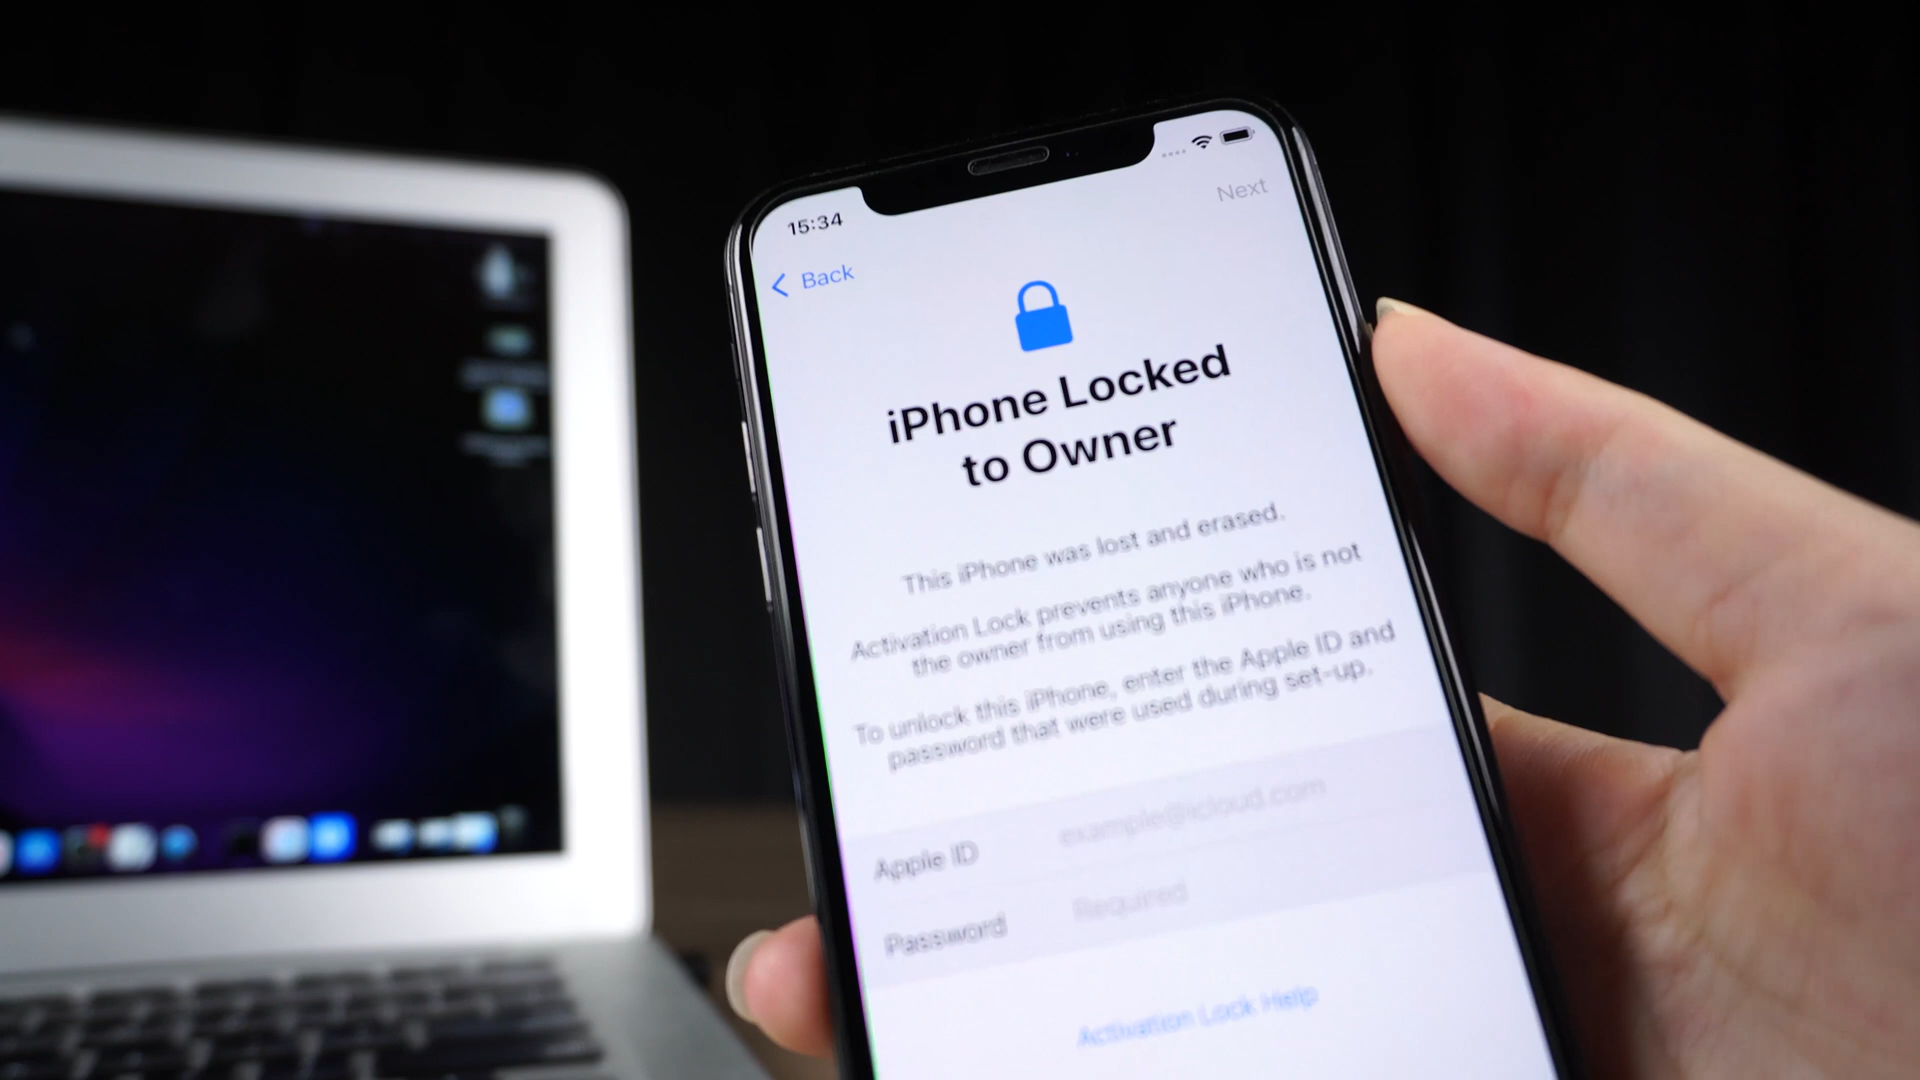 15:34
Next
Back
iPhone Locked
to Owner
This iPhone was lost and erased.
Activation Lock prevents anyone who is not
the owner from using this iPhone.
To unlock this iPhone, enter the Apple ID and
password that were used during set-up.
Apple ID example@icloud.com
Password Required
Activation Lock Help